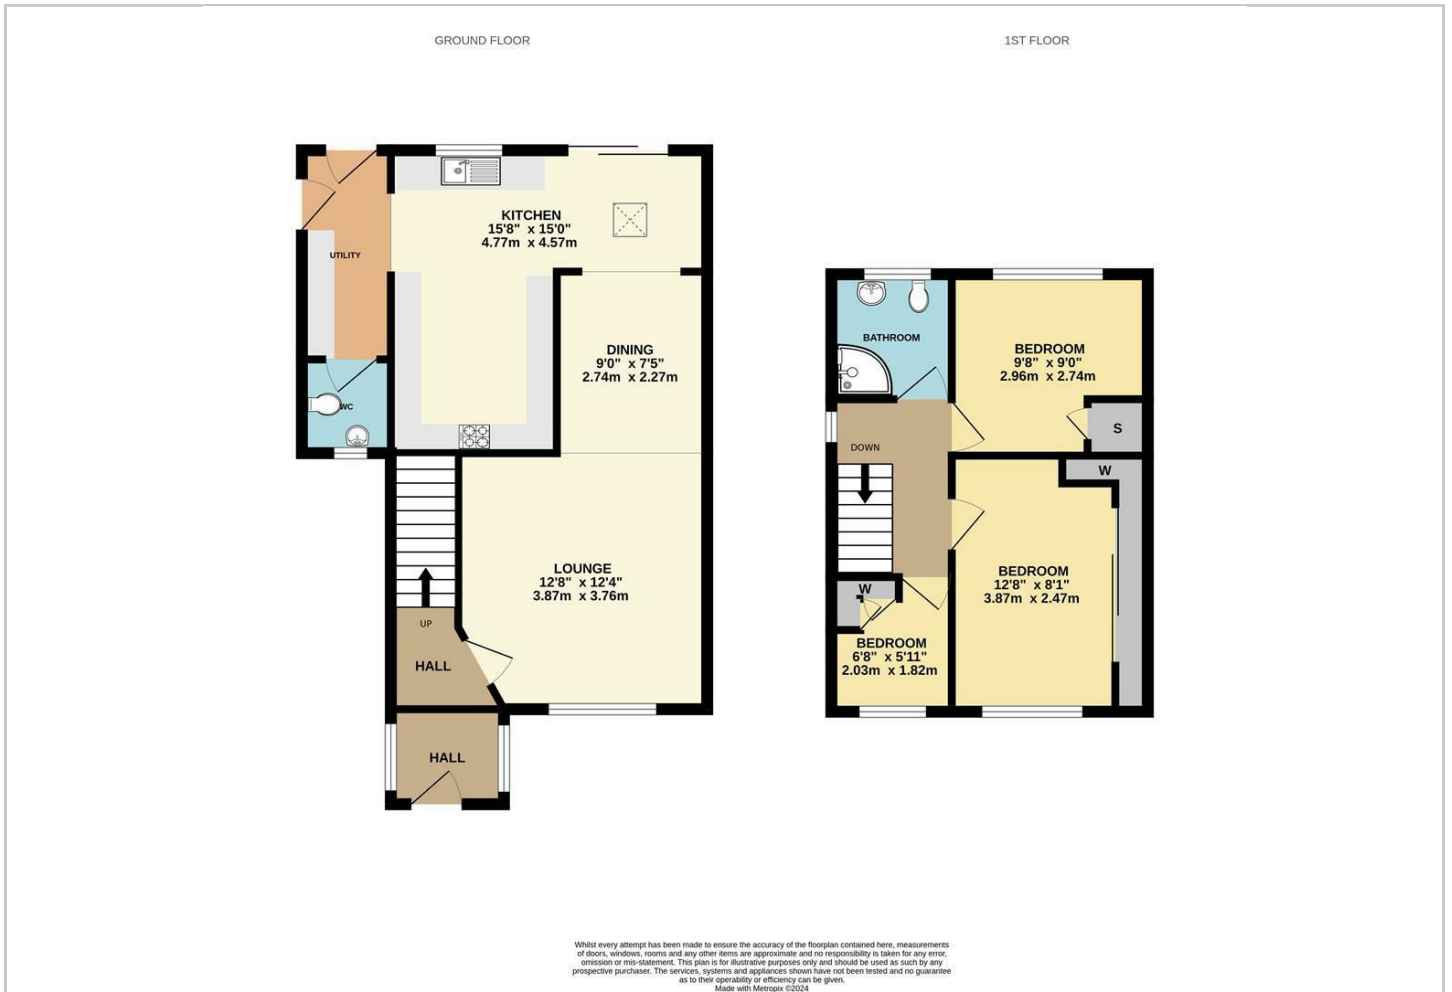 GROUND FLOOR
1ST FLOOR
KITCHEN
15'8" x 15'0"
4.77m x 4.57m
UTILITY
WC
DINING
9'0" x 7'5"
2.74m x 2.27m
LOUNGE
12'8" x 12'4"
3.87m x 3.76m
UP
HALL
HALL
BATHROOM
BEDROOM
9'8" x 9'0"
2.96m x 2.74m
S
DOWN
W
BEDROOM
12'8" x 8'1"
3.87m x 2.47m
W
BEDROOM
6'8" x 5'11"
2.03m x 1.82m
Whilst every attempt has been made to ensure the accuracy of the floorplan contained here, measurements
of doors, windows, rooms and any other items are approximate and no responsibility is taken for any error,
omission or mis-statement. This plan is for illustrative purposes only and should be used as such by any
prospective purchaser. The services, systems and appliances shown have not been tested and no guarantee
as to their operability or efficiency can be given.
Made with Metropix ©2024